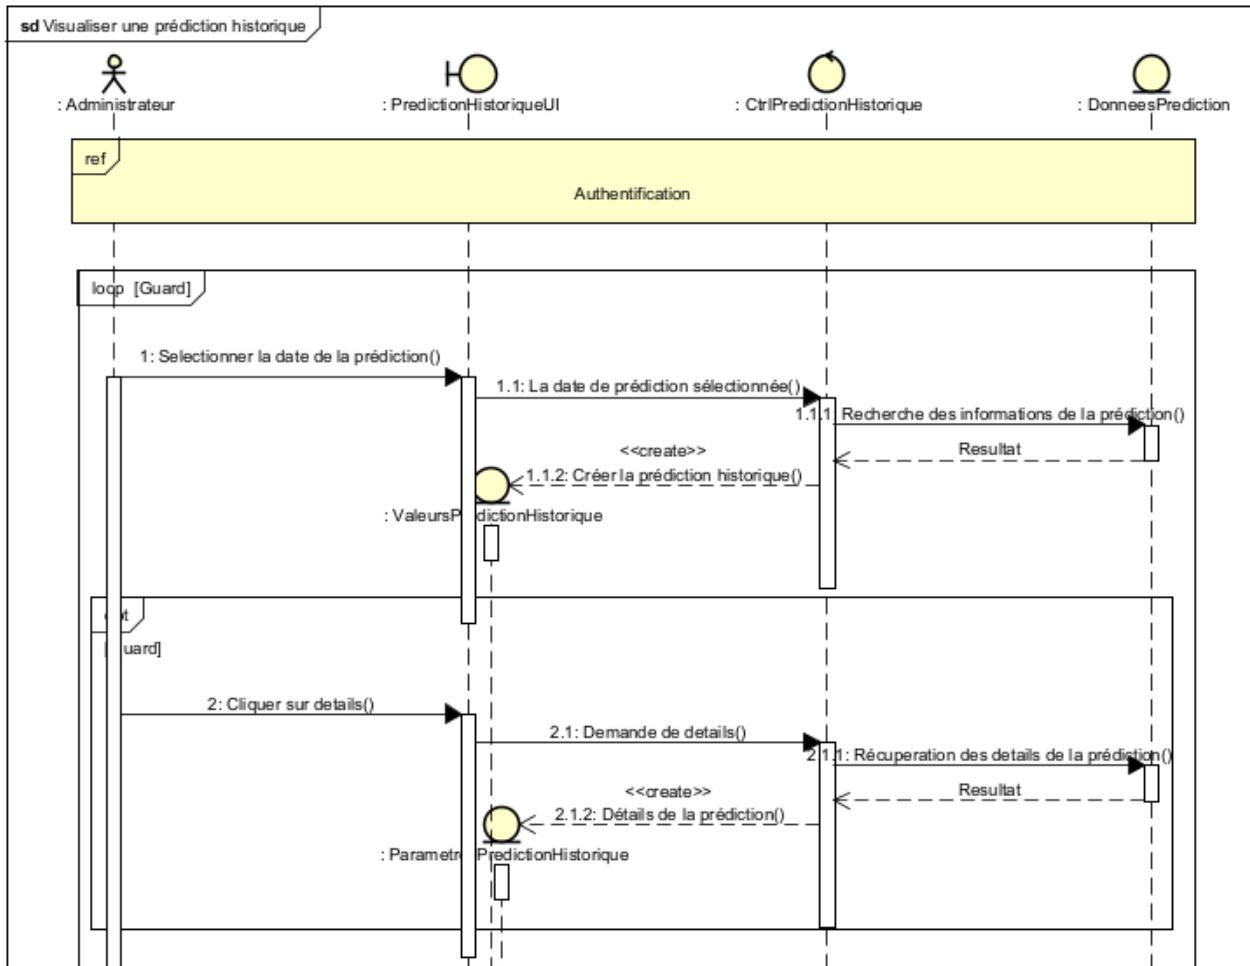 sd Visualiser une prédiction historique
: Administrateur
: PredictionHistoriqueUI
: CtrlPredictionHistorique
: DonneesPrediction
ref
Authentification
loop [Guard]
1: Selectionner la date de la prédiction()
1.1: La date de prédiction sélectionnée()
1.1.1: Recherche des informations de la prédiction()
Resultat
<<create>>
1.1.2: Créer la prédiction historique()
: ValeursPredictionHistorique
opt
[Guard]
2: Cliquer sur details()
2.1: Demande de details()
2.1.1: Récuperation des details de la prédiction()
Resultat
<<create>>
2.1.2: Détails de la prédiction()
: ParametresPredictionHistorique